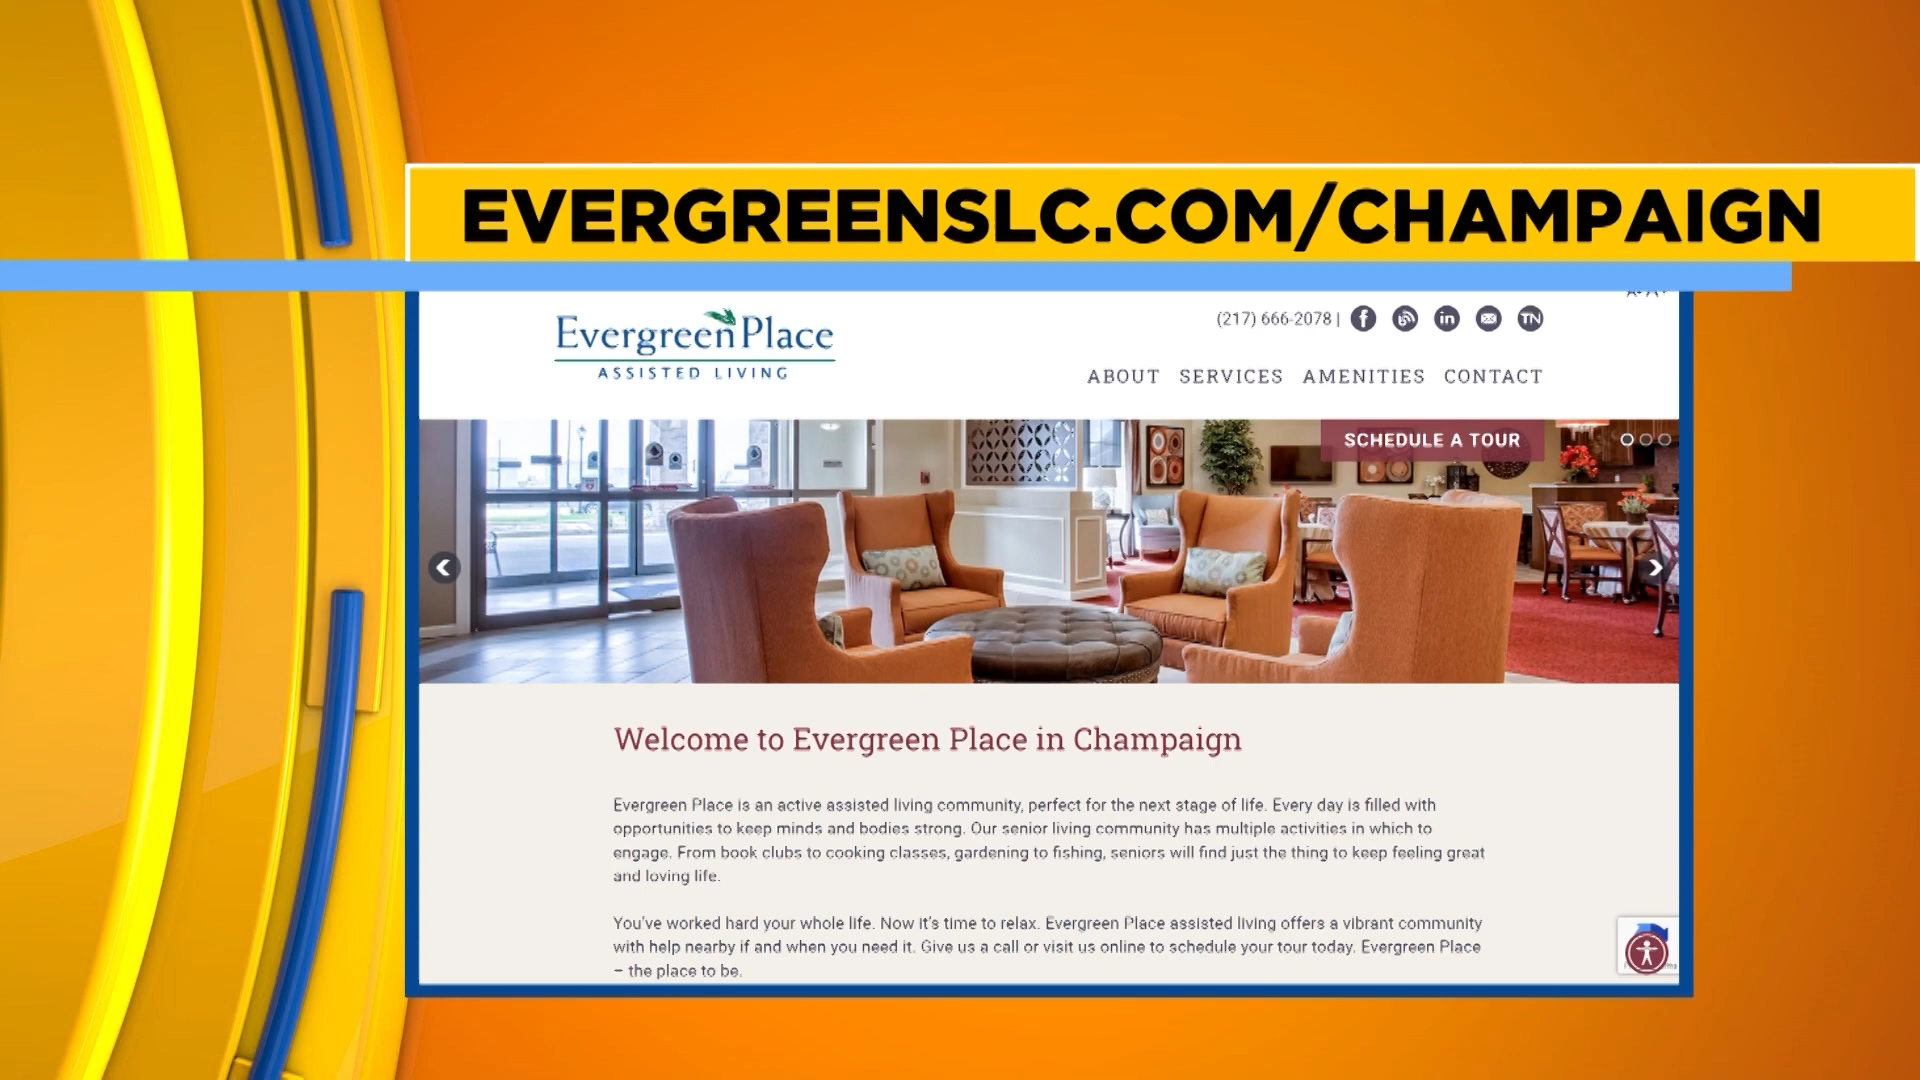 EVERGREENSLC.COM/CHAMPAIGN
Evergreen Place
ASSISTED LIVING
(217) 666-2078 |
in
TN
ABOUT SERVICES AMENITIES CONTACT
SCHEDULE A TOUR
Welcome to Evergreen Place in Champaign
Evergreen Place is an active assisted living community, perfect for the next stage of life. Every day is filled with
opportunities to keep minds and bodies strong. Our senior living community has multiple activities in which to
engage. From book clubs to cooking classes, gardening to fishing, seniors will find just the thing to keep feeling great
and loving life.
You've worked hard your whole life. Now it's time to relax. Evergreen Place assisted living offers a vibrant community
with help nearby if and when you need it. Give us a call or visit us online to schedule your tour today. Evergreen Place
– the place to be.